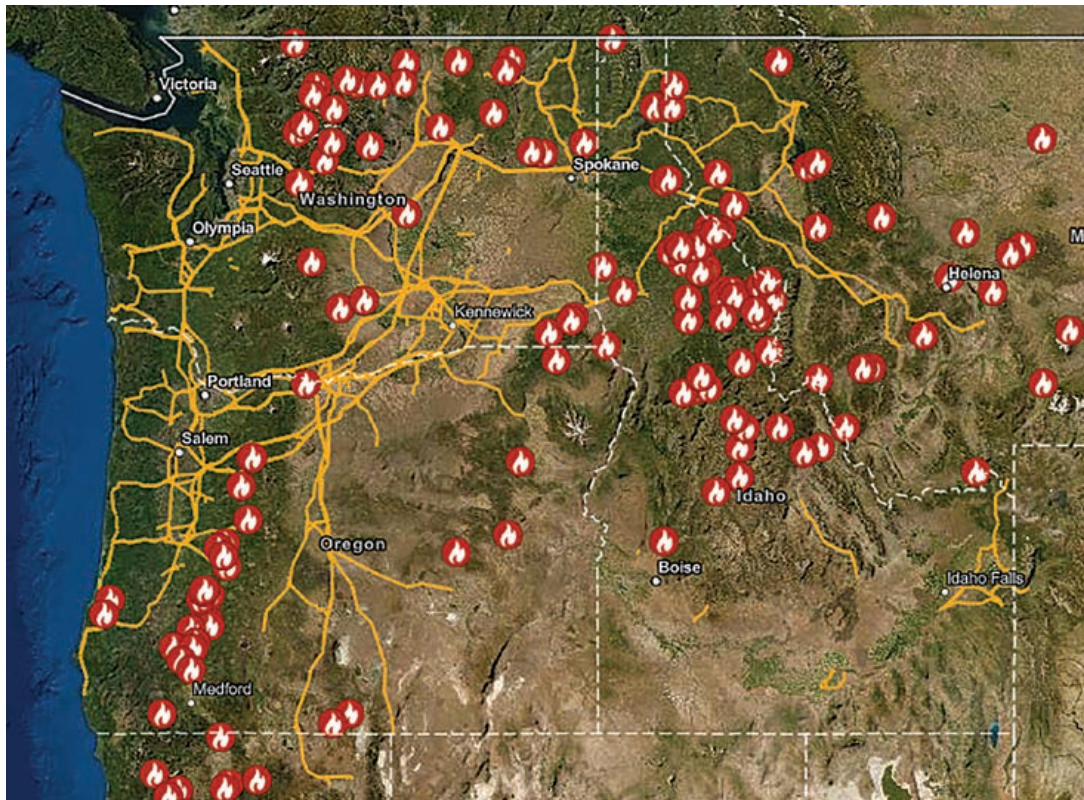 Victoria
Seattle
Spokane
Washington
Olympia
M
Helena
Kennewick
Portland
Salem
Idaho
Oregon
Boise
Idaho Falls
Medford